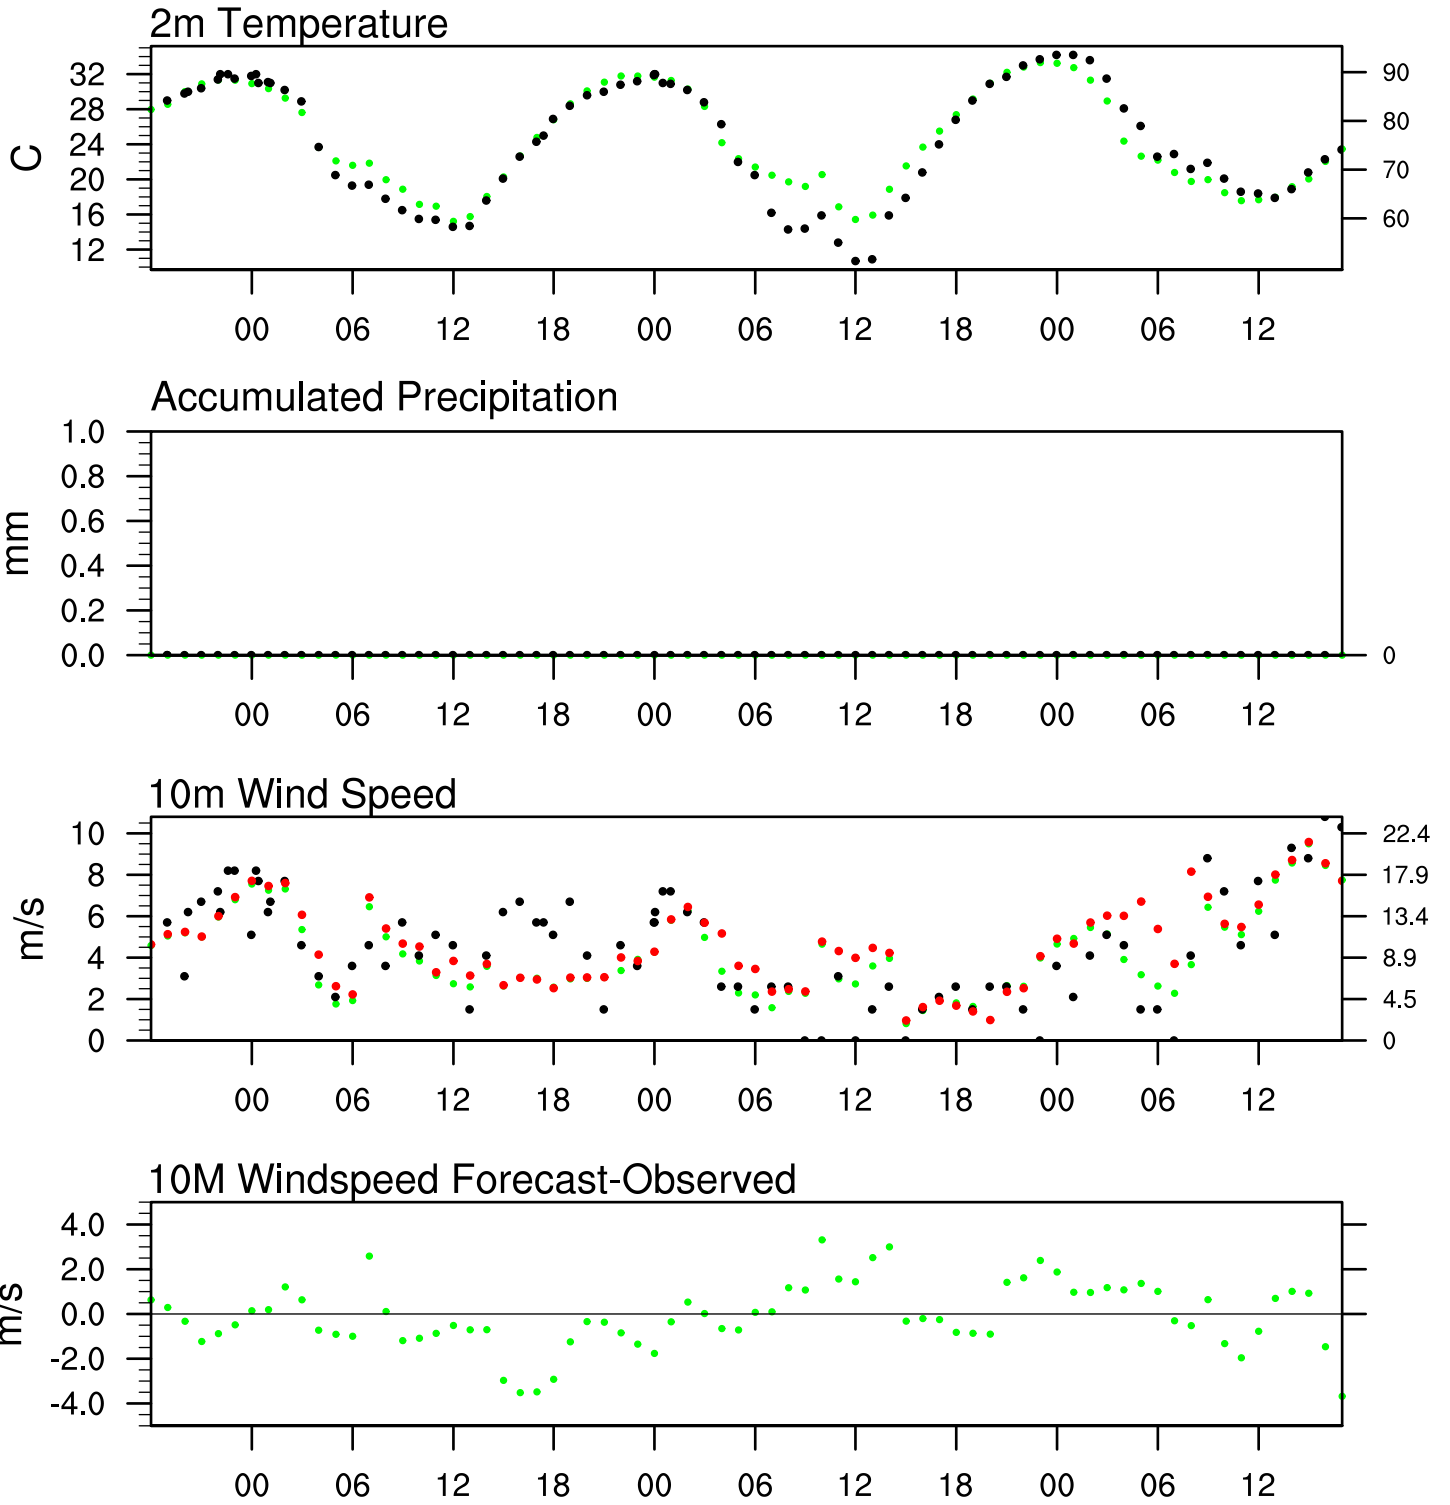 2m Temperature
32
28
24
20
16
12
C
90
80
70
60
00 06 12 18 00 06 12 18 00 06 12
Accumulated Precipitation
1.0
0.8
0.6
0.4
0.2
0.0
mm
0
00 06 12 18 00 06 12 18 00 06 12
10m Wind Speed
10
8
6
4
2
0
m/s
22.4
17.9
13.4
8.9
4.5
0
00 06 12 18 00 06 12 18 00 06 12
10M Windspeed Forecast-Observed
4.0
2.0
0.0
-2.0
-4.0
m/s
00 06 12 18 00 06 12 18 00 06 12